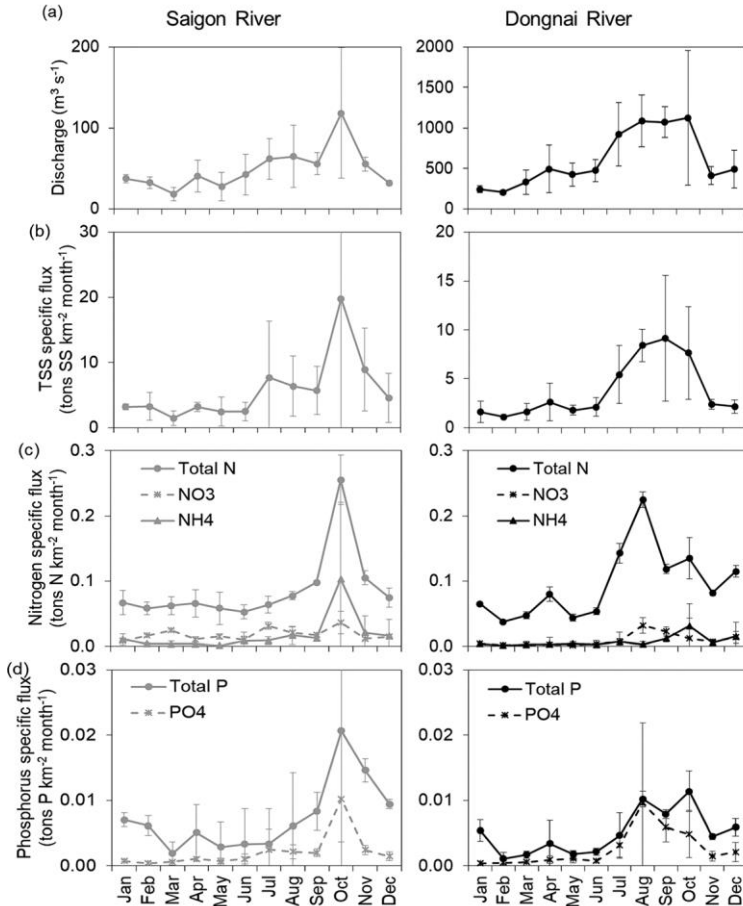 (a)
Saigon River
Dongnai River
Discharge (m³ s⁻¹)
200
100
0
2000
1500
1000
500
0
(b)
TSS specific flux
(tons SS km⁻² month⁻¹)
30
20
10
0
20
15
10
5
0
(c)
Nitrogen specific flux
(tons N km⁻² month⁻¹)
0.3
0.2
0.1
0.0
Total N
NO3
NH4
0.3
0.2
0.1
0.0
Total N
NO3
NH4
(d)
Phosphorus specific flux
(tons P km⁻² month⁻¹)
0.03
0.02
0.01
0.00
Total P
PO4
0.03
0.02
0.01
0.00
Total P
PO4
Jan Feb Mar Apr May Jun Jul Aug Sep Oct Nov Dec
Jan Feb Mar Apr May Jun Jul Aug Sep Oct Nov Dec